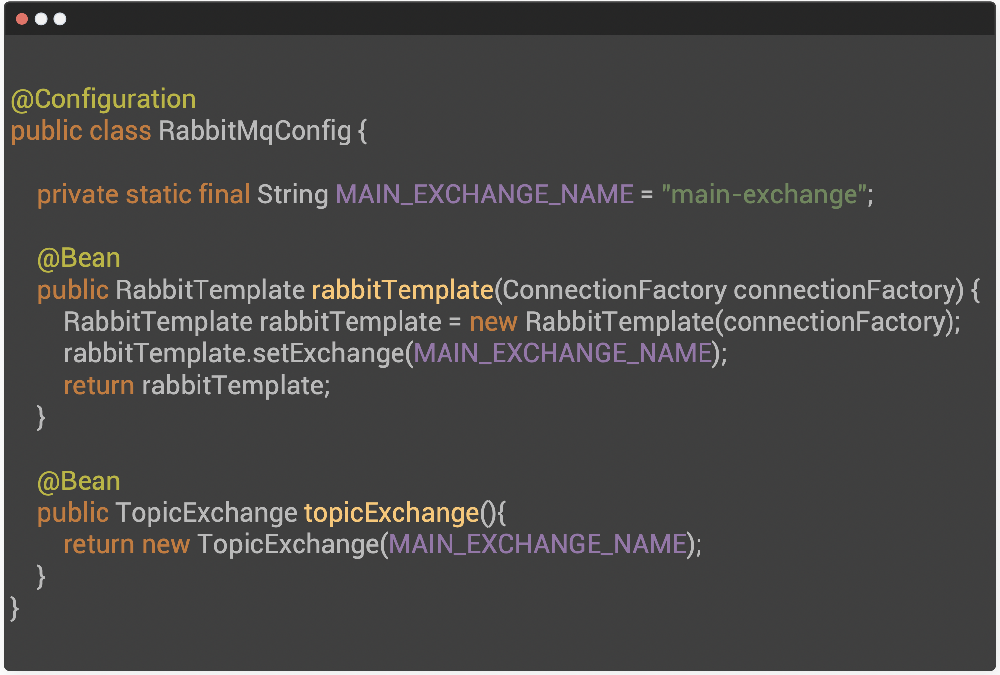 @Configuration
public class RabbitMqConfig {
private static final String MAIN_EXCHANGE_NAME = "main-exchange";
@Bean
public RabbitTemplate rabbitTemplate(ConnectionFactory connectionFactory) {
RabbitTemplate rabbitTemplate = new RabbitTemplate(connectionFactory);
rabbitTemplate.setExchange(MAIN_EXCHANGE_NAME);
return rabbitTemplate;
}
@Bean
public TopicExchange topicExchange(){
return new TopicExchange(MAIN_EXCHANGE_NAME);
}
}